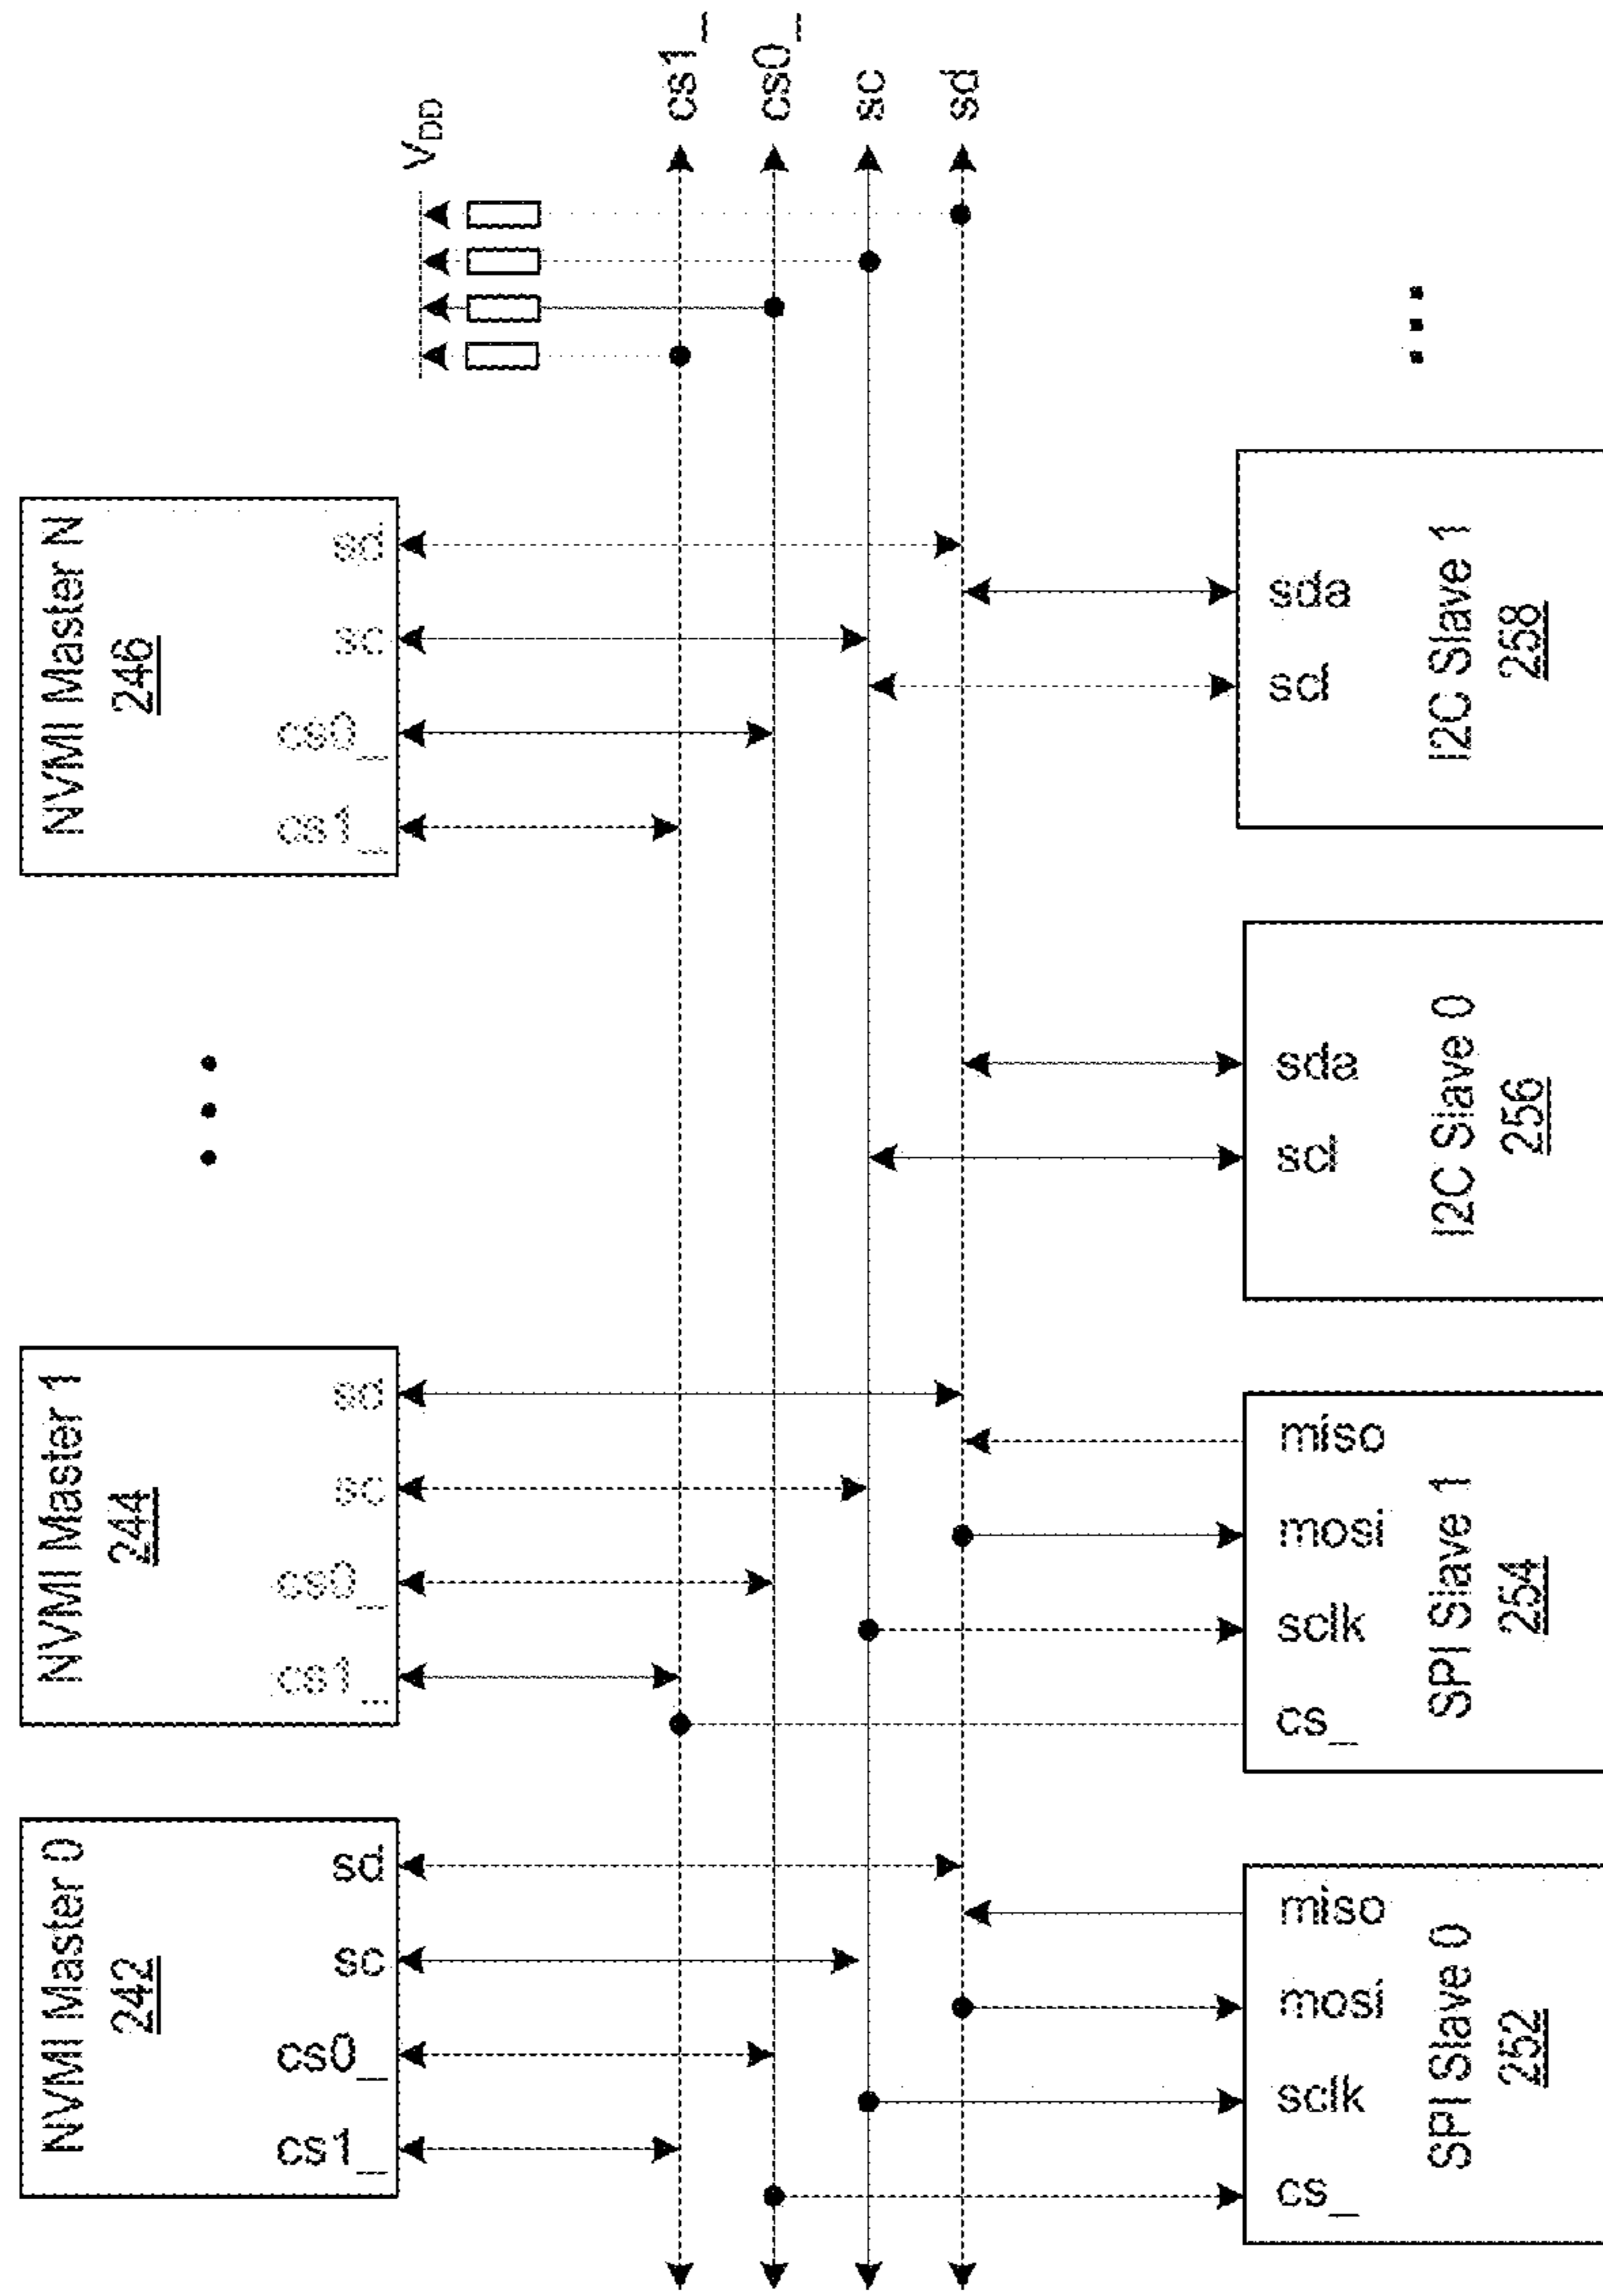 NVMI Master 0
242
cs1_
cs0_
sc
sd
NVMI Master 1
244
cs1_
cs0_
sc
sd
NVMI Master N
246
cs1_
cs0_
sc
sd
VDD
cs1_
cs0_
sc
sd
cs_
sclk
mosi
miso
SPI Slave 0
252
cs_
sclk
mosi
miso
SPI Slave 1
254
scl
sda
I2C Slave 0
256
scl
sda
I2C Slave 1
258